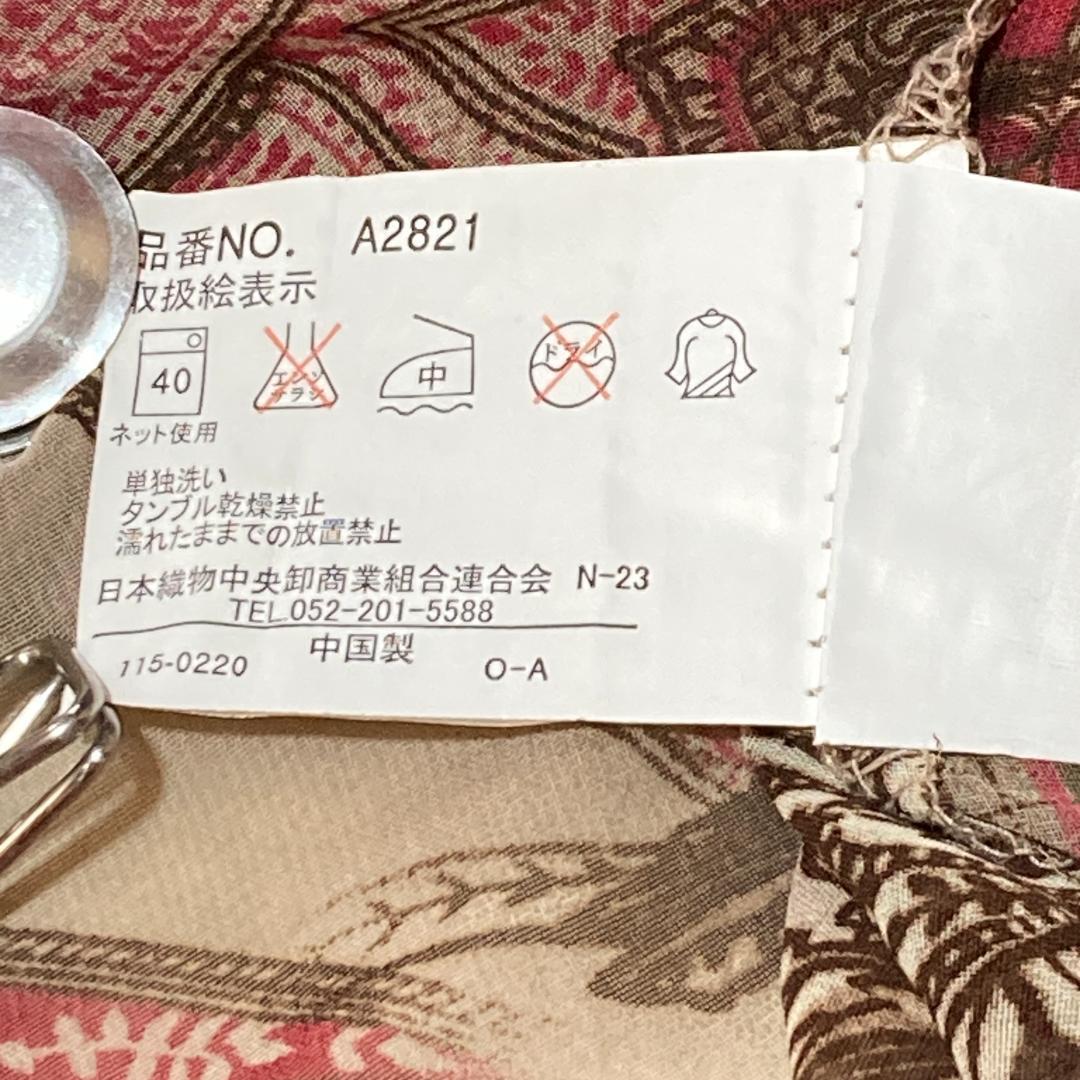 品番NO. A2821
取扱絵表示
40 エンソサラシ 中 ドライ
ネット使用
単独洗い
タンブル乾燥禁止
濡れたままでの放置禁止
日本織物中央卸商業組合連合会 N-23
TEL.052-201-5588
中国製
115-0220 O-A